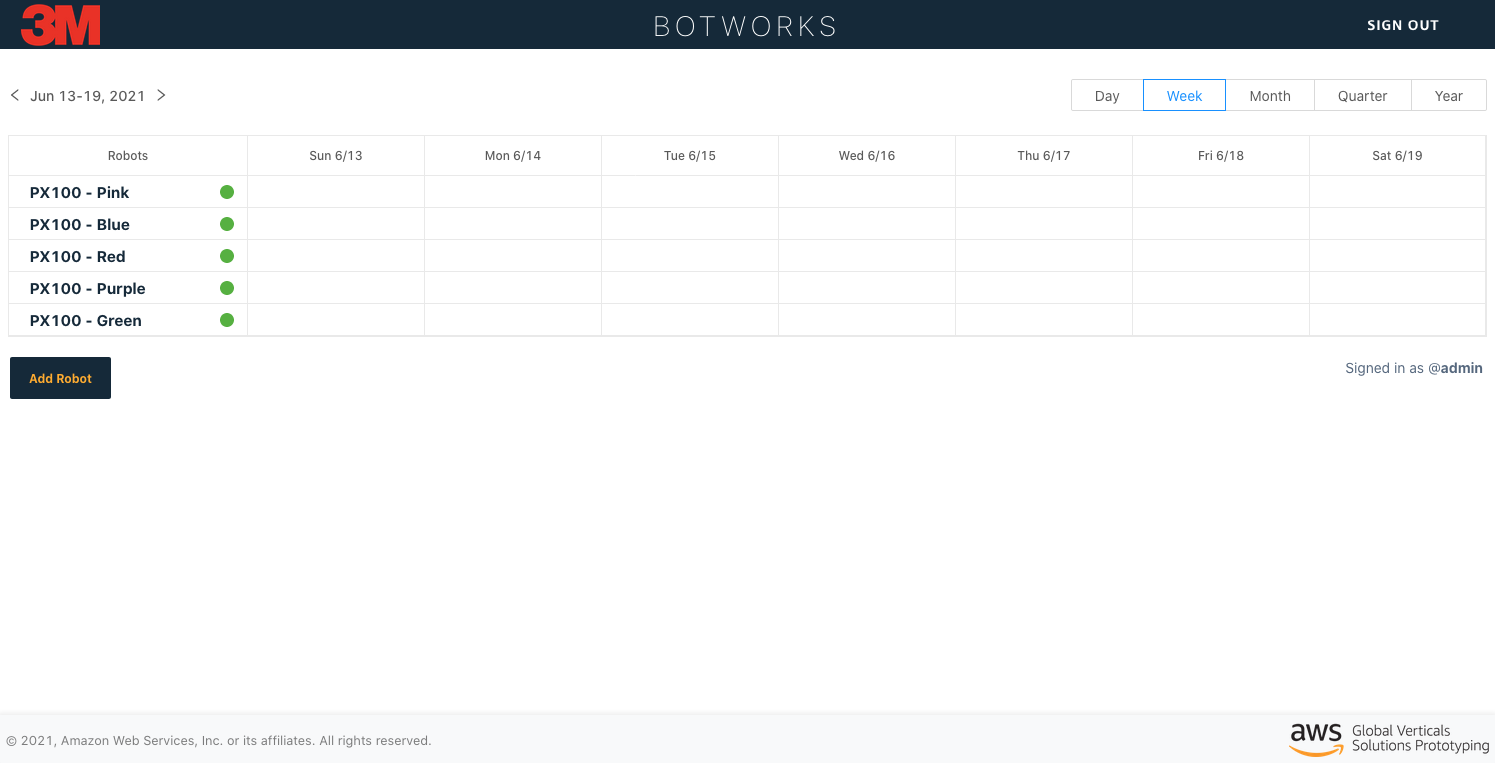 3M
BOTWORKS
SIGN OUT
Jun 13-19, 2021
Day Week Month Quarter Year
Robots Sun 6/13 Mon 6/14 Tue 6/15 Wed 6/16 Thu 6/17 Fri 6/18 Sat 6/19
PX100 - Pink
PX100 - Blue
PX100 - Red
PX100 - Purple
PX100 - Green
Add Robot
Signed in as @admin
© 2021, Amazon Web Services, Inc. or its affiliates. All rights reserved.
aws
Global Verticals
Solutions Prototyping